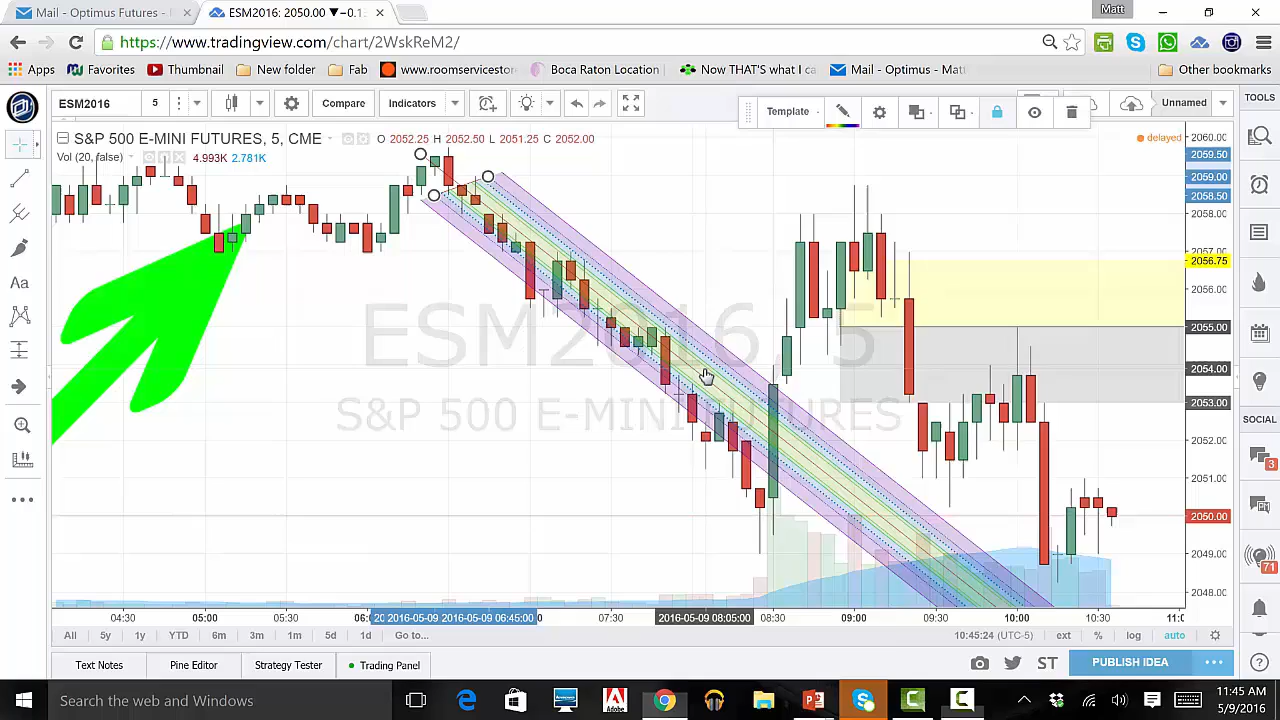 Mail - Optimus Futures -
ESM2016: 2050.00 ▼−0.1
Matt
https://www.tradingview.com/chart/2WskReM2/
Apps
Favorites
Thumbnail
New folder
Fab
www.roomservicestor
Boca Raton Location
Not THAT'S what I ca
Mail - Optimus - Matt
Other bookmarks
ESM2016
5
Compare
Indicators
Template
Unnamed
TOOLS
S&P 500 E-MINI FUTURES, 5, CME
O 2052.25 H 2052.50 L 2051.25 C 2052.00
delayed
Vol (20, false)
4.993K 2.781K
2060.00
2059.50
2059.00
2058.50
2058.00
2057.00
2056.75
2056.00
2055.00
2054.00
2053.00
2052.00
2051.00
2050.00
2049.00
2048.00
ESM2016, 5
S&P 500 E-MINI FUTURES
Aa
SOCIAL
3
71
04:30
05:00
05:30
2016-05-09 06:45:00
07:30
2016-05-09 08:05:00
08:30
09:00
09:30
10:00
10:30
All
5y
1y
YTD
6m
3m
1m
5d
1d
Go to...
10:45:24 (UTC-5)
ext
%
log
auto
Text Notes
Pine Editor
Strategy Tester
Trading Panel
ST
PUBLISH IDEA
Search the web and Windows
11:45 AM
5/9/2016